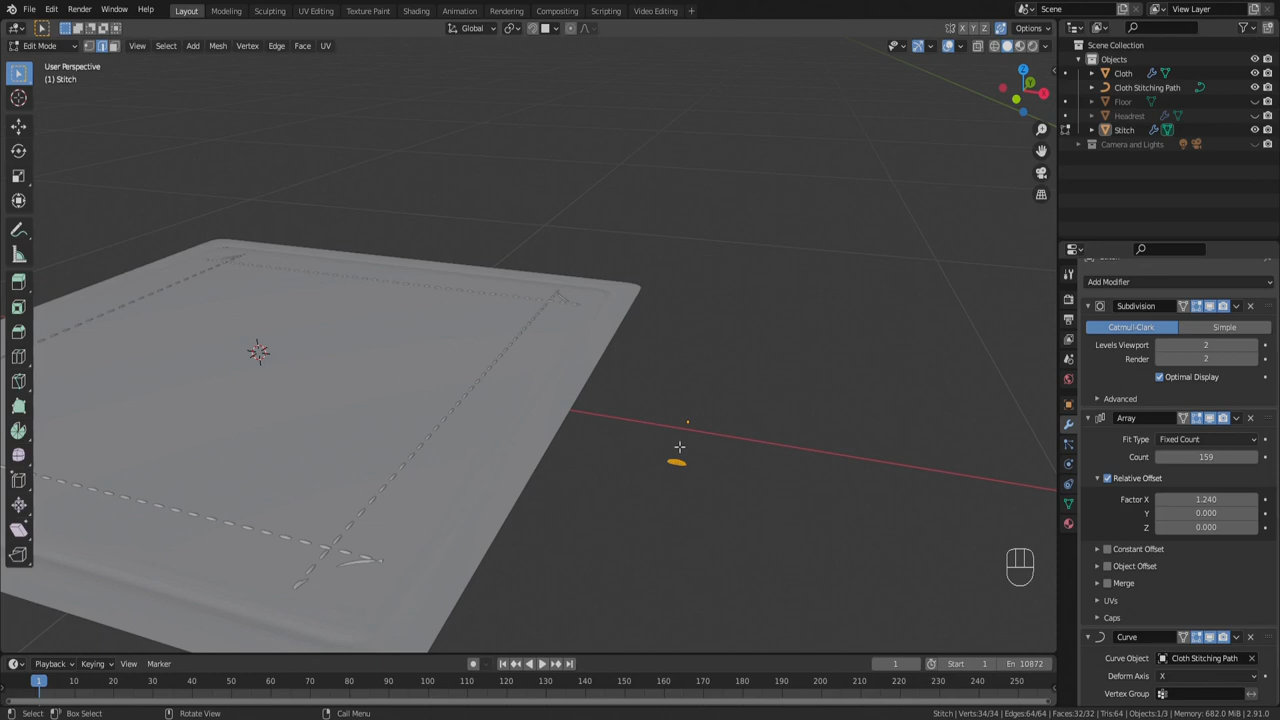 File Edit Render Window Help Layout Modeling Sculpting UV Editing Texture Paint Shading Animation Rendering Compositing Scripting Video Editing + Scene View Layer
Global Options
Edit Mode View Select Add Mesh Vertex Edge Face UV X Y Z
User Perspective
(1) Stitch
Z
Y
X
Scene Collection
Objects
Cloth
Cloth Stitching Path
Floor
Headrest
Stitch
Camera and Lights
Stitch
Add Modifier
Subdivision
Catmull-Clark Simple
Levels Viewport 2
Render 2
Optimal Display
Advanced
Array
Fit Type Fixed Count
Count 159
Relative Offset
Factor X 1.240
Y 0.000
Z 0.000
Constant Offset
Object Offset
Merge
UVs
Caps
Curve
Curve Object Cloth Stitching Path
Deform Axis X
Vertex Group
Playback Keying View Marker 1 Start 1 En 10872
1 10 20 30 40 50 60 70 80 90 100 110 120 130 140 150 160 170 180 190 200 210 220 230 240 250
Select Box Select Rotate View Call Menu Stitch | Verts:34/34 | Edges:64/64 | Faces:32/32 | Tris:64 | Objects:1/3 | Memory: 682.0 MiB | 2.91.0